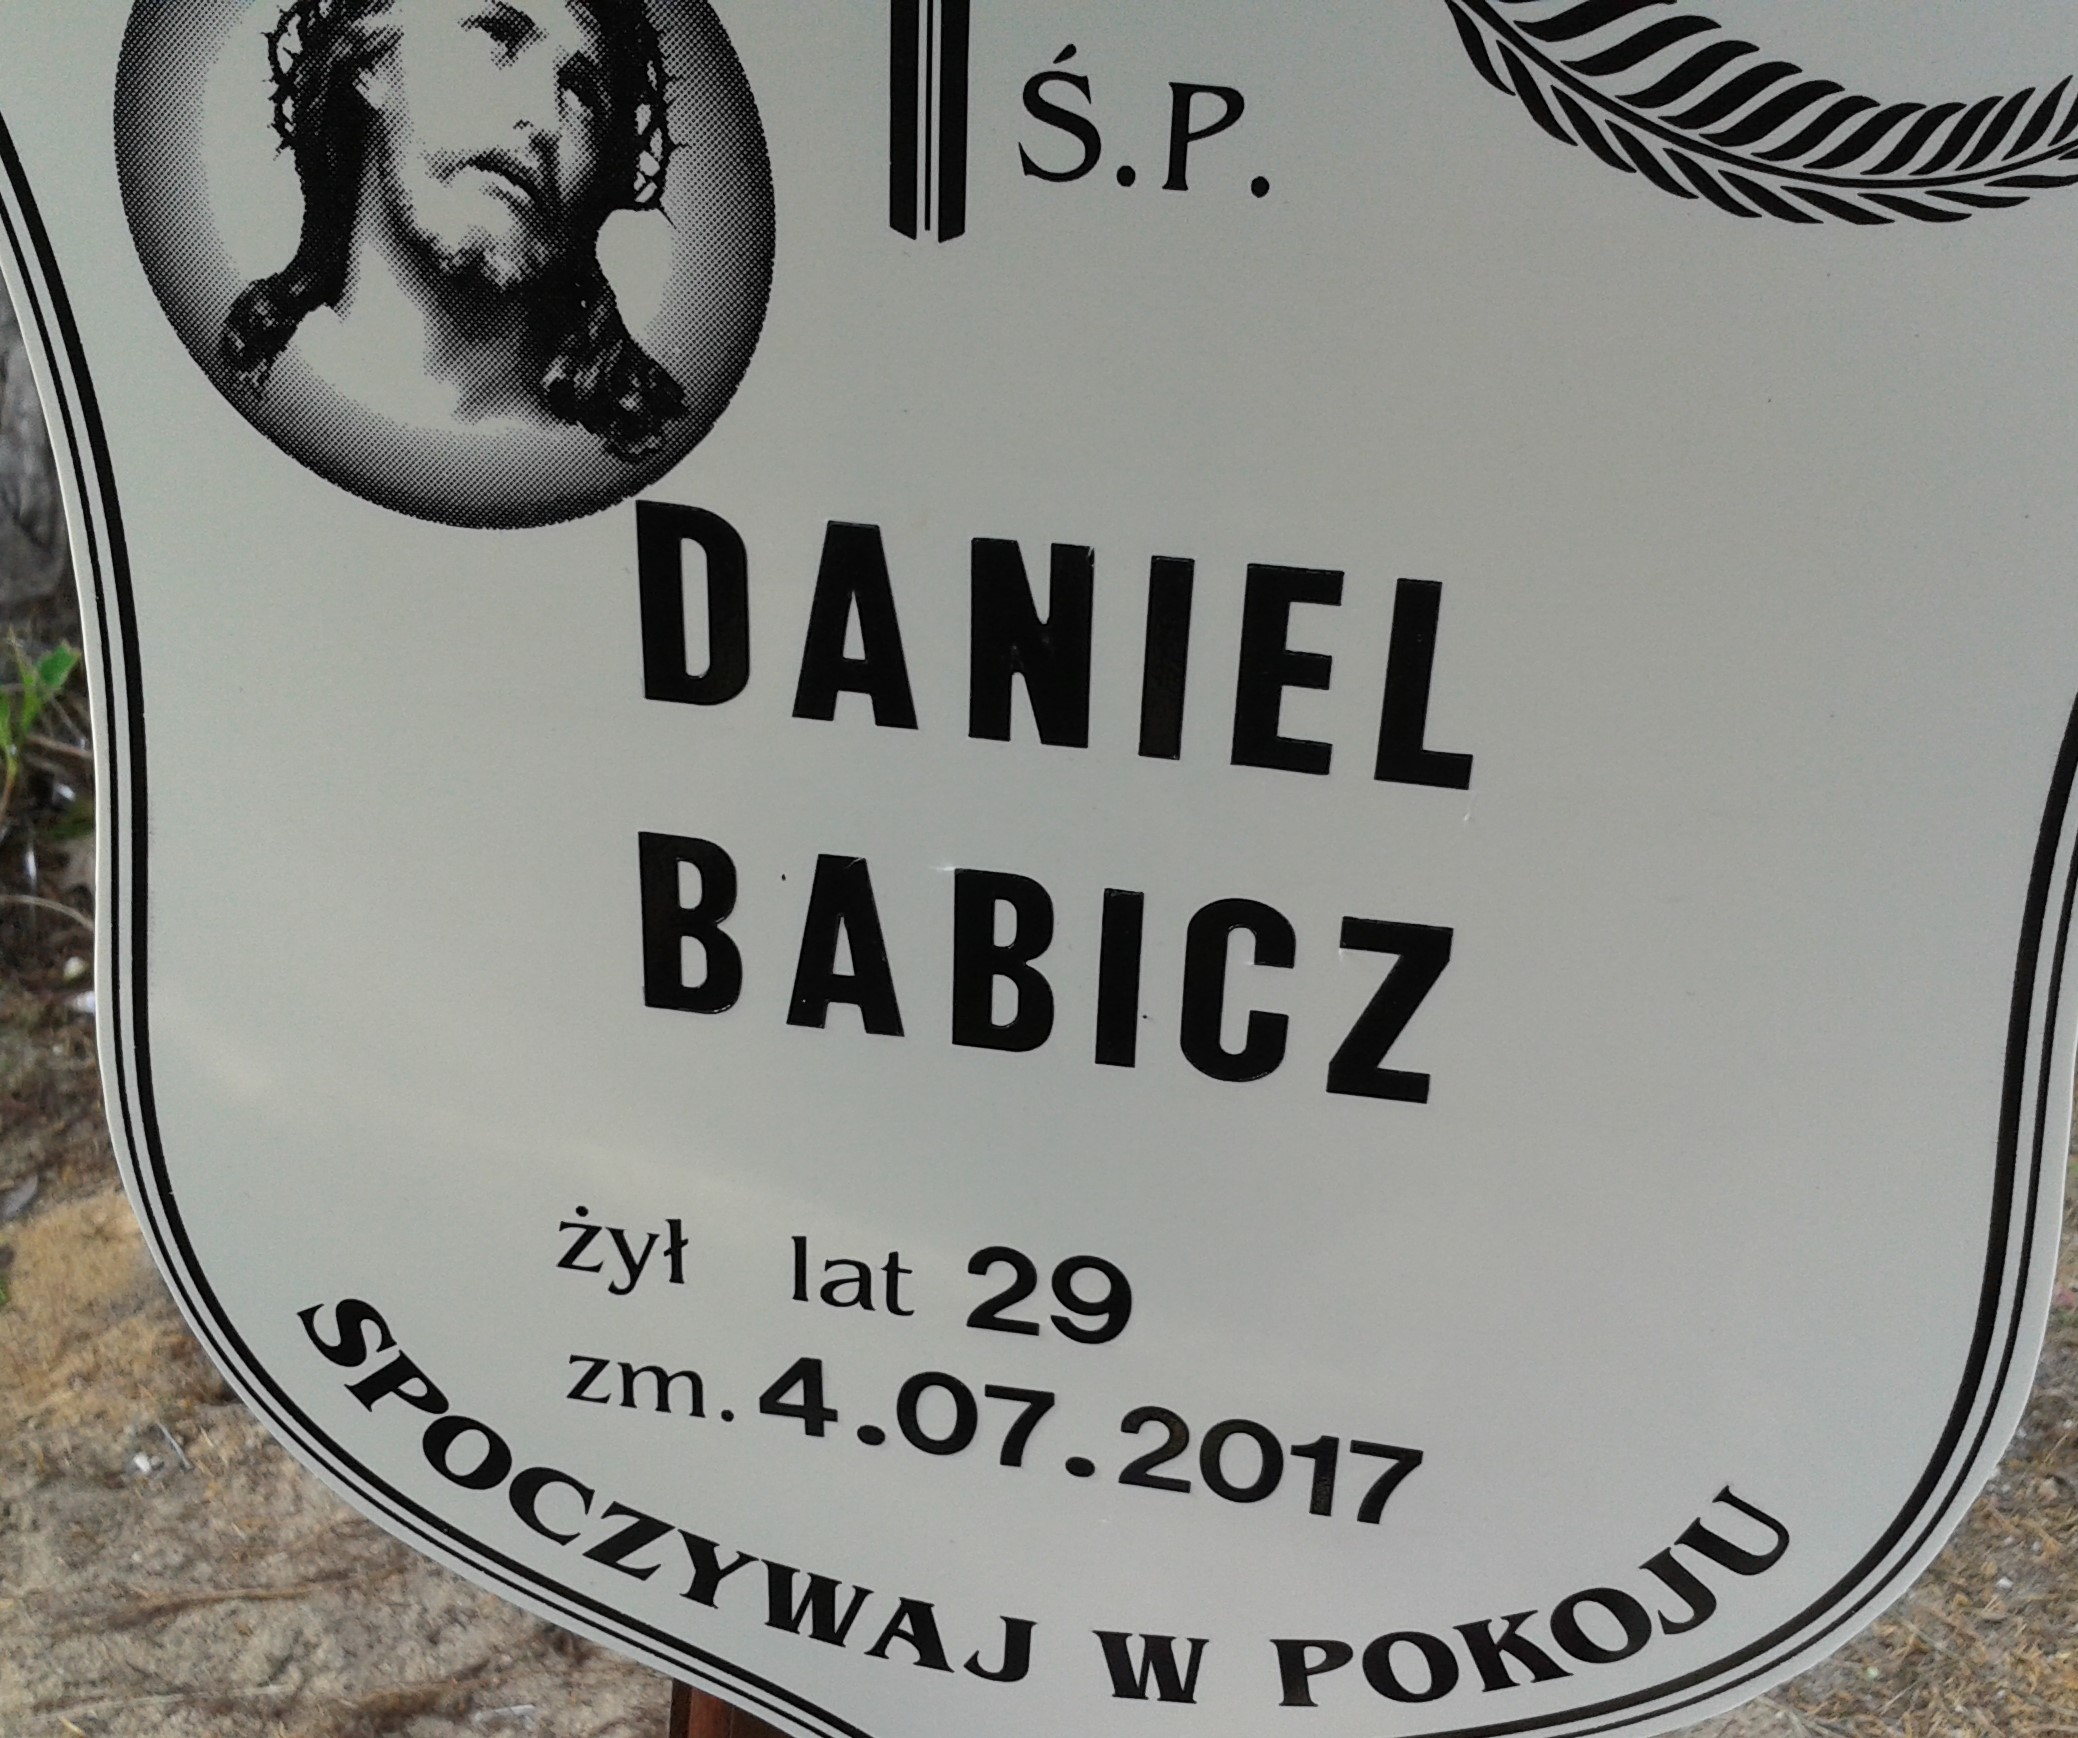 Ś.P.
DANIEL
BABICZ
żył lat 29
zm. 4.07.2017
SPOCZYWAJ W POKOJU